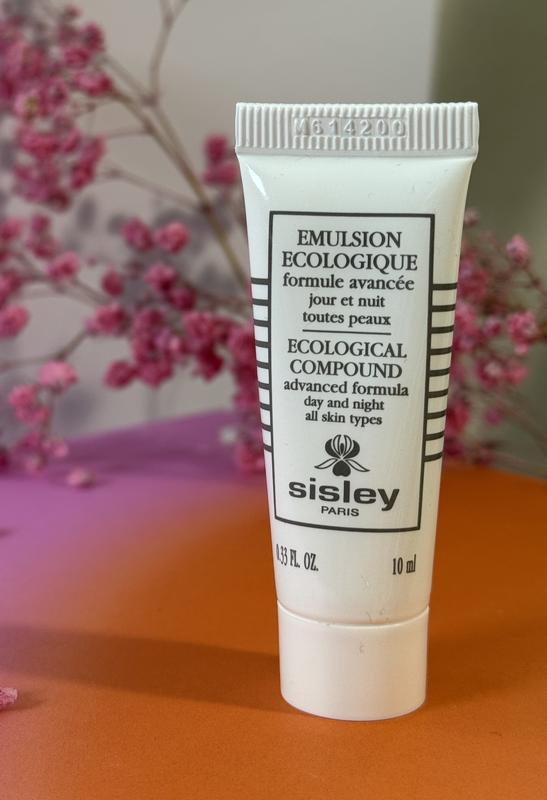 M614200
EMULSION
ECOLOGIQUE
formule avancée
jour et nuit
toutes peaux
ECOLOGICAL
COMPOUND
advanced formula
day and night
all skin types
sisley
PARIS
0.33 FL. OZ. 10 ml